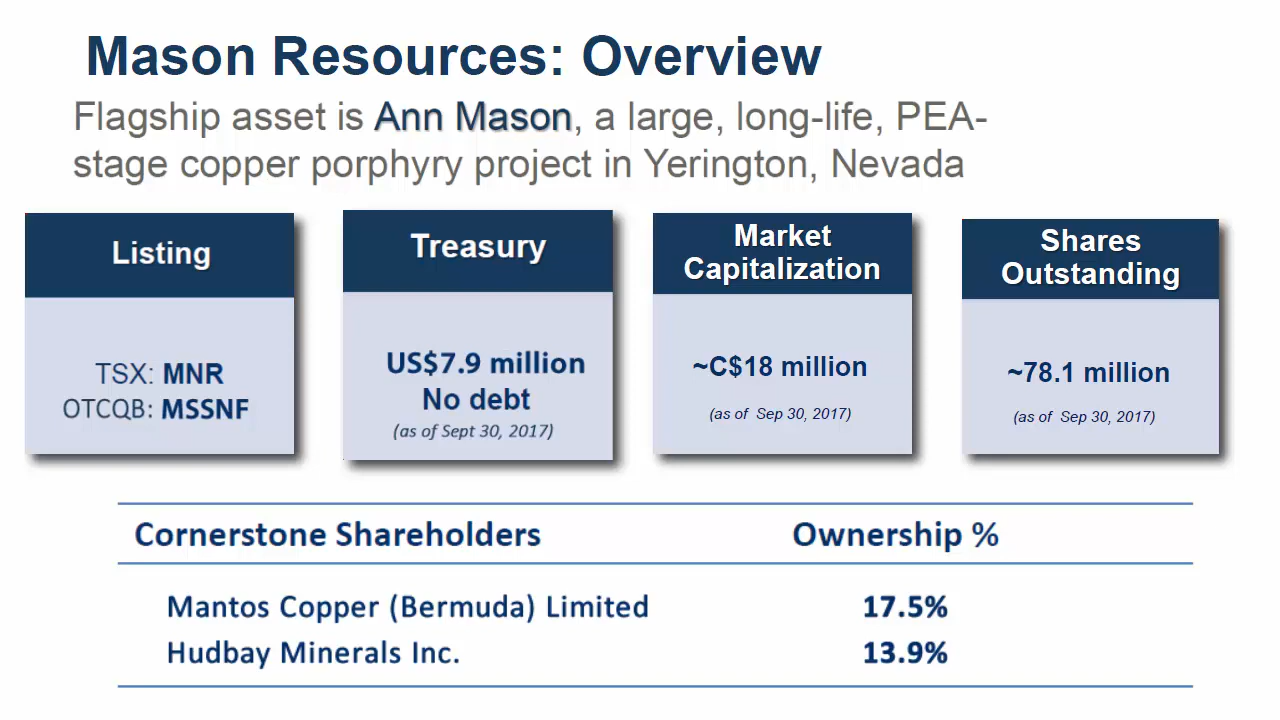 Mason Resources: Overview
Flagship asset is Ann Mason, a large, long-life, PEA-
stage copper porphyry project in Yerington, Nevada
Listing
TSX: MNR
OTCQB: MSSNF
Treasury
US$7.9 million
No debt
(as of Sept 30, 2017)
Market
Capitalization
~C$18 million
(as of Sep 30, 2017)
Shares
Outstanding
~78.1 million
(as of Sep 30, 2017)
Cornerstone Shareholders Ownership %
Mantos Copper (Bermuda) Limited 17.5%
Hudbay Minerals Inc. 13.9%